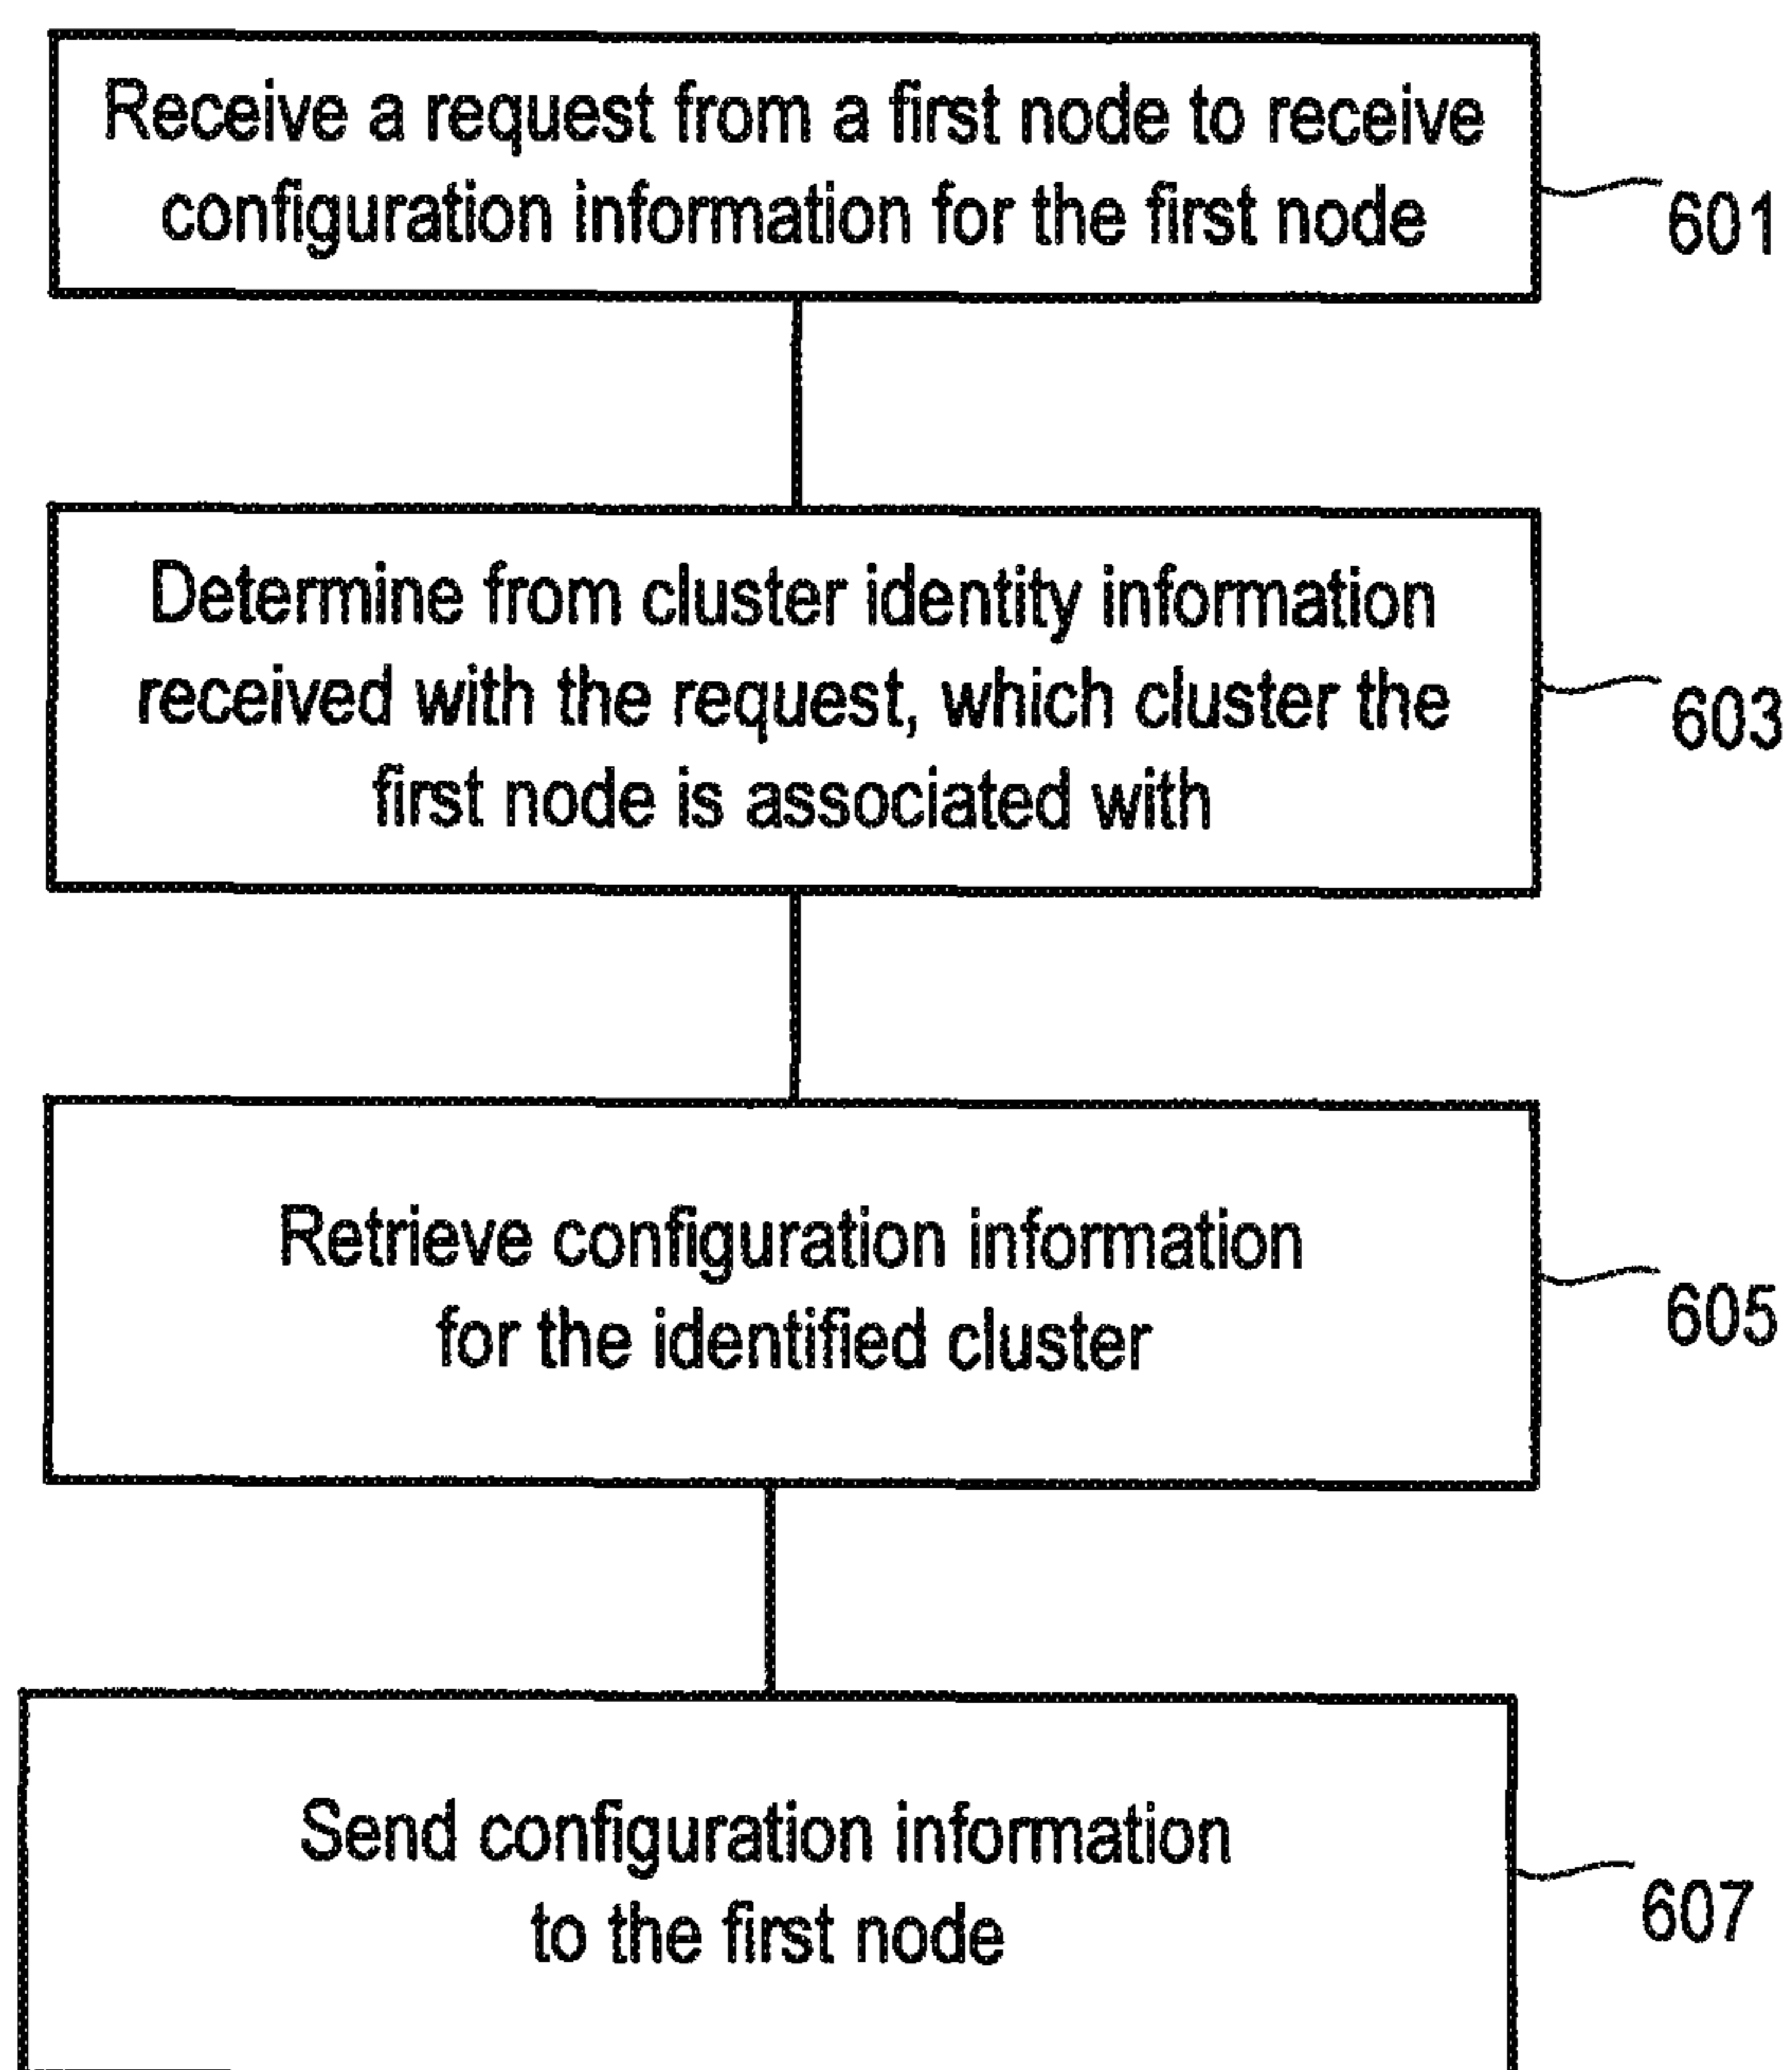 Receive a request from a first node to receive
configuration information for the first node
601
Determine from cluster identity information
received with the request, which cluster the
first node is associated with
603
Retrieve configuration information
for the identified cluster
605
Send configuration information
to the first node
607